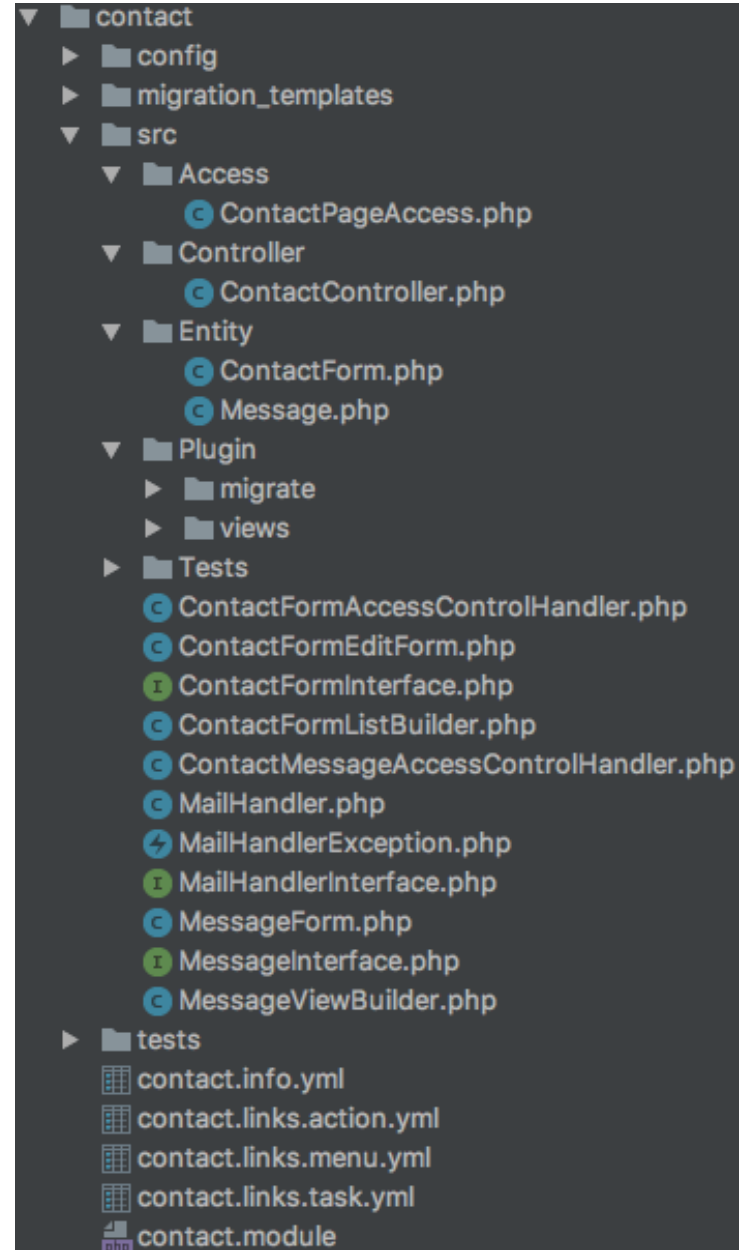 contact
config
migration_templates
src
Access
ContactPageAccess.php
Controller
ContactController.php
Entity
ContactForm.php
Message.php
Plugin
migrate
views
Tests
ContactFormAccessControlHandler.php
ContactFormEditForm.php
ContactFormInterface.php
ContactFormListBuilder.php
ContactMessageAccessControlHandler.php
MailHandler.php
MailHandlerException.php
MailHandlerInterface.php
MessageForm.php
MessageInterface.php
MessageViewBuilder.php
tests
contact.info.yml
contact.links.action.yml
contact.links.menu.yml
contact.links.task.yml
contact.module